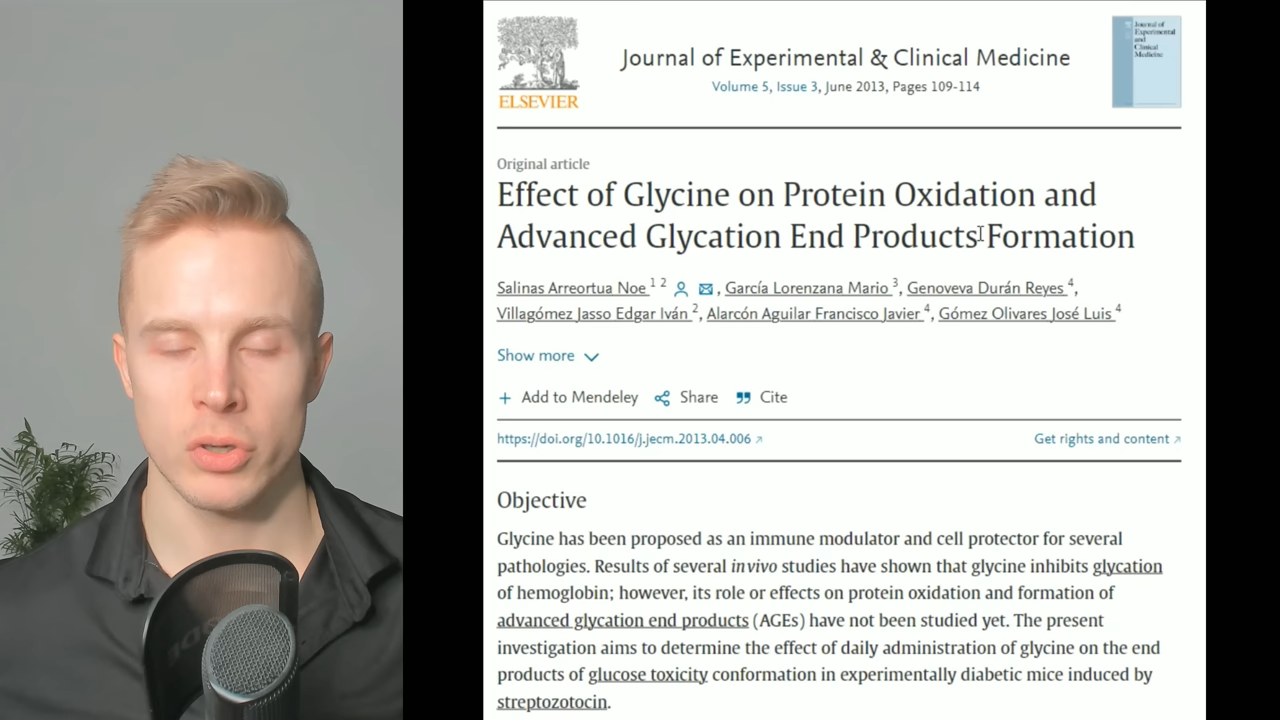 ELSEVIER
Journal of Experimental & Clinical Medicine
Volume 5, Issue 3, June 2013, Pages 109-114
Journal of
Experimental
and
Clinical
Medicine
Original article
Effect of Glycine on Protein Oxidation and
Advanced Glycation End Products Formation
Salinas Arreortua Noe 1 2 , García Lorenzana Mario 3, Genoveva Durán Reyes 4,
Villagómez Jasso Edgar Iván 2, Alarcón Aguilar Francisco Javier 4, Gómez Olivares José Luis 4
Show more
+ Add to Mendeley Share Cite
https://doi.org/10.1016/j.jecm.2013.04.006 ↗ Get rights and content ↗
Objective
Glycine has been proposed as an immune modulator and cell protector for several
pathologies. Results of several in vivo studies have shown that glycine inhibits glycation
of hemoglobin; however, its role or effects on protein oxidation and formation of
advanced glycation end products (AGEs) have not been studied yet. The present
investigation aims to determine the effect of daily administration of glycine on the end
products of glucose toxicity conformation in experimentally diabetic mice induced by
streptozotocin.